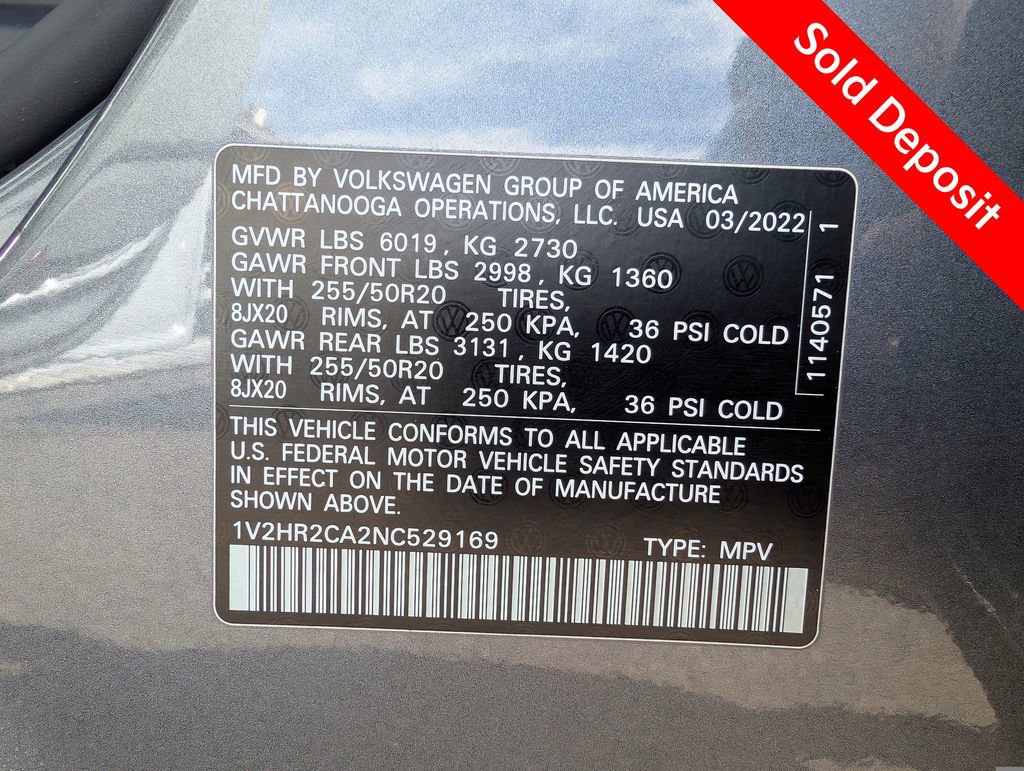 Sold Deposit
MFD BY VOLKSWAGEN GROUP OF AMERICA
CHATTANOOGA OPERATIONS, LLC. USA 03/2022
GVWR LBS 6019, KG 2730
GAWR FRONT LBS 2998, KG 1360
WITH 255/50R20 TIRES,
8JX20 RIMS, AT 250 KPA, 36 PSI COLD
GAWR REAR LBS 3131, KG 1420
WITH 255/50R20 TIRES,
8JX20 RIMS, AT 250 KPA, 36 PSI COLD
1140571 1
THIS VEHICLE CONFORMS TO ALL APPLICABLE
U.S. FEDERAL MOTOR VEHICLE SAFETY STANDARDS
IN EFFECT ON THE DATE OF MANUFACTURE
SHOWN ABOVE.
1V2HR2CA2NC529169 TYPE: MPV